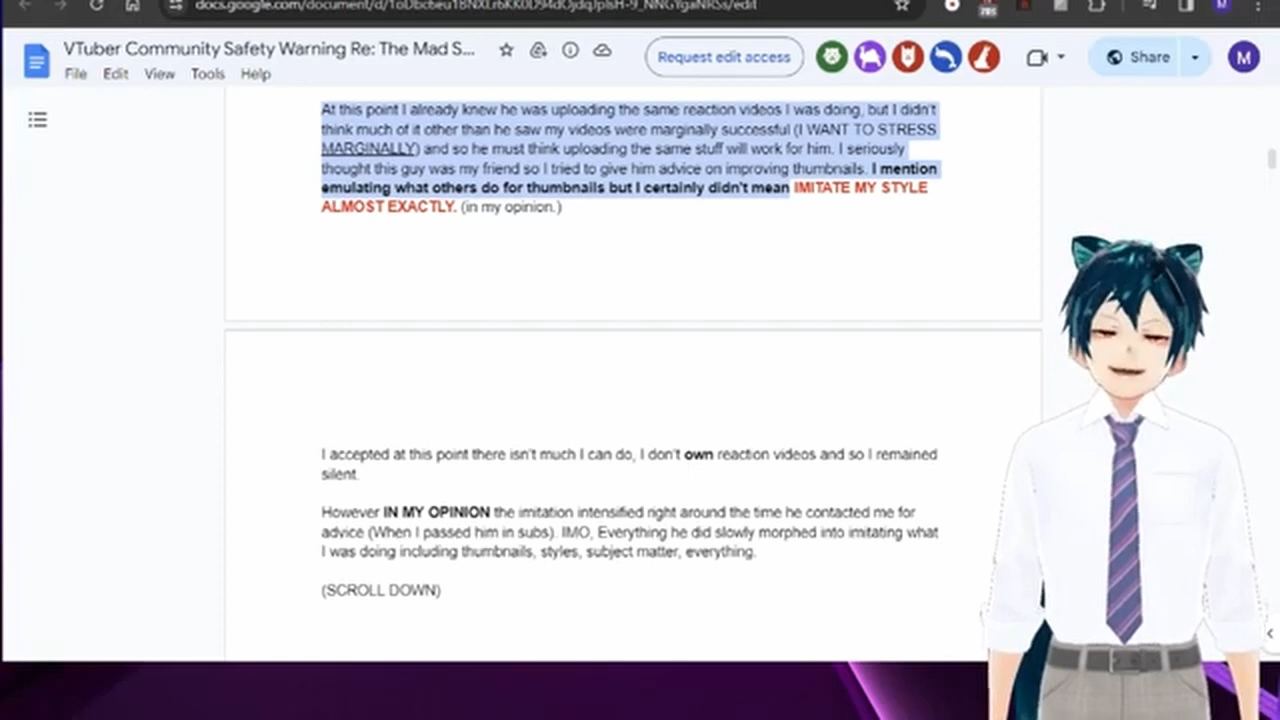 VTuber Community Safety Warning Re: The Mad S...
File Edit View Tools Help
Request edit access
Share
M
At this point I already knew he was uploading the same reaction videos I was doing, but I didn't
think much of it other than he saw my videos were marginally successful (I WANT TO STRESS
MARGINALLY) and so he must think uploading the same stuff will work for him. I seriously
thought this guy was my friend so I tried to give him advice on improving thumbnails. I mention
emulating what others do for thumbnails but I certainly didn't mean IMITATE MY STYLE
ALMOST EXACTLY. (in my opinion.)
I accepted at this point there isn't much I can do, I don't own reaction videos and so I remained
silent.
However IN MY OPINION the imitation intensified right around the time he contacted me for
advice (When I passed him in subs). IMO, Everything he did slowly morphed into imitating what
I was doing including thumbnails, styles, subject matter, everything.
(SCROLL DOWN)